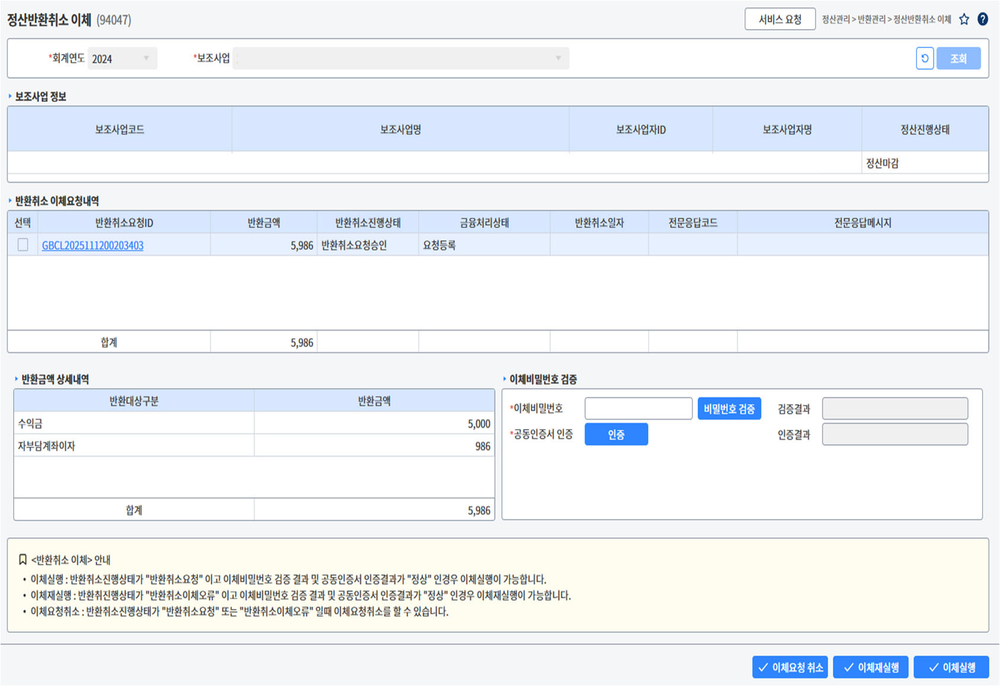 정산반환취소 이체 (94047)
서비스 요청
정산관리 > 반환관리 > 정산반환취소 이체
*회계연도 2024
*보조사업
조회
보조사업 정보
보조사업코드 보조사업명 보조사업자ID 보조사업자명 정산진행상태
정산마감
반환취소 이체요청내역
선택 반환취소요청ID 반환금액 반환취소진행상태 금융처리상태 반환취소일자 전문응답코드 전문응답메시지
GBCL2025111200203403 5,986 반환취소요청승인 요청등록
합계 5,986
반환금액 상세내역
반환대상구분 반환금액
수익금 5,000
자부담계좌이자 986
합계 5,986
이체비밀번호 검증
*이체비밀번호 비밀번호 검증 검증결과
*공동인증서 인증 인증 인증결과
<반환취소 이체> 안내
• 이체실행 : 반환취소진행상태가 "반환취소요청" 이고 이체비밀번호 검증 결과 및 공동인증서 인증결과가 "정상" 인경우 이체실행이 가능합니다.
• 이체재실행 : 반환취진행상태가 "반환취소이체오류" 이고 이체비밀번호 검증 결과 및 공동인증서 인증결과가 "정상" 인경우 이체재실행이 가능합니다.
• 이체요청취소 : 반환취소진행상태가 "반환취소요청" 또는 "반환취소이체오류" 일때 이체요청취소를 할 수 있습니다.
이체요청 취소
이체재실행
이체실행